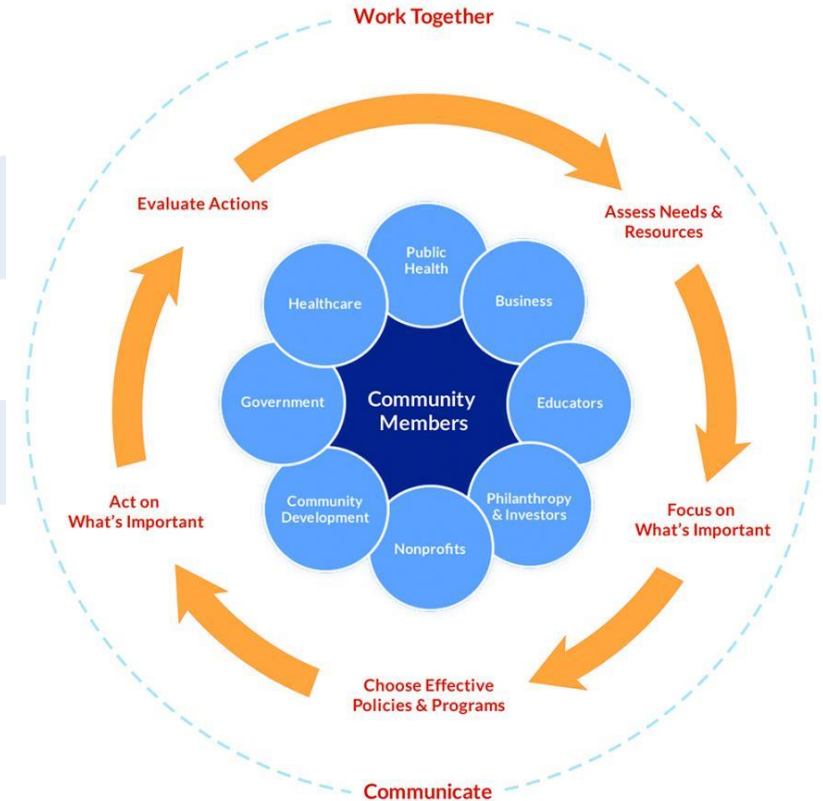 Work Together
Evaluate Actions
Assess Needs &
Resources
Public
Health
Healthcare
Business
Government
Community
Members
Educators
Community
Development
Philanthropy
& Investors
Nonprofits
Act on
What's Important
Focus on
What's Important
Choose Effective
Policies & Programs
Communicate